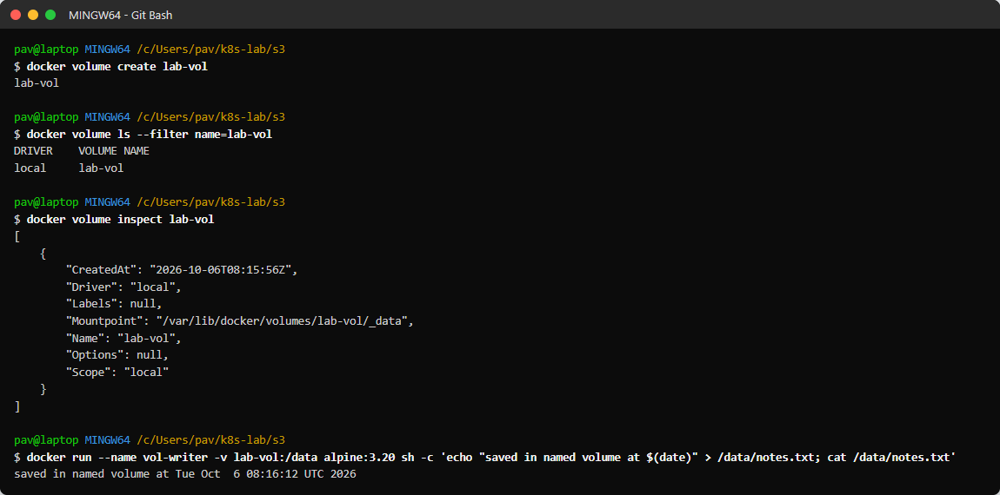 MINGW64 - Git Bash
pav@laptop MINGW64 /c/Users/pav/k8s-lab/s3
$ docker volume create lab-vol
lab-vol
pav@laptop MINGW64 /c/Users/pav/k8s-lab/s3
$ docker volume ls --filter name=lab-vol
DRIVER    VOLUME NAME
local     lab-vol
pav@laptop MINGW64 /c/Users/pav/k8s-lab/s3
$ docker volume inspect lab-vol
[
    {
        "CreatedAt": "2026-10-06T08:15:56Z",
        "Driver": "local",
        "Labels": null,
        "Mountpoint": "/var/lib/docker/volumes/lab-vol/_data",
        "Name": "lab-vol",
        "Options": null,
        "Scope": "local"
    }
]
pav@laptop MINGW64 /c/Users/pav/k8s-lab/s3
$ docker run --name vol-writer -v lab-vol:/data alpine:3.20 sh -c 'echo "saved in named volume at $(date)" > /data/notes.txt; cat /data/notes.txt'
saved in named volume at Tue Oct  6 08:16:12 UTC 2026